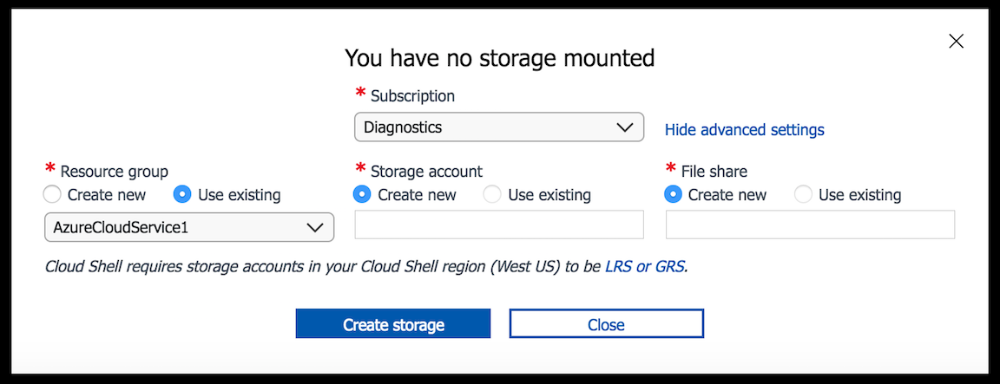 You have no storage mounted
* Subscription
Diagnostics
Hide advanced settings
* Resource group
Create new Use existing
AzureCloudService1
* Storage account
Create new Use existing
* File share
Create new Use existing
Cloud Shell requires storage accounts in your Cloud Shell region (West US) to be LRS or GRS.
Create storage Close